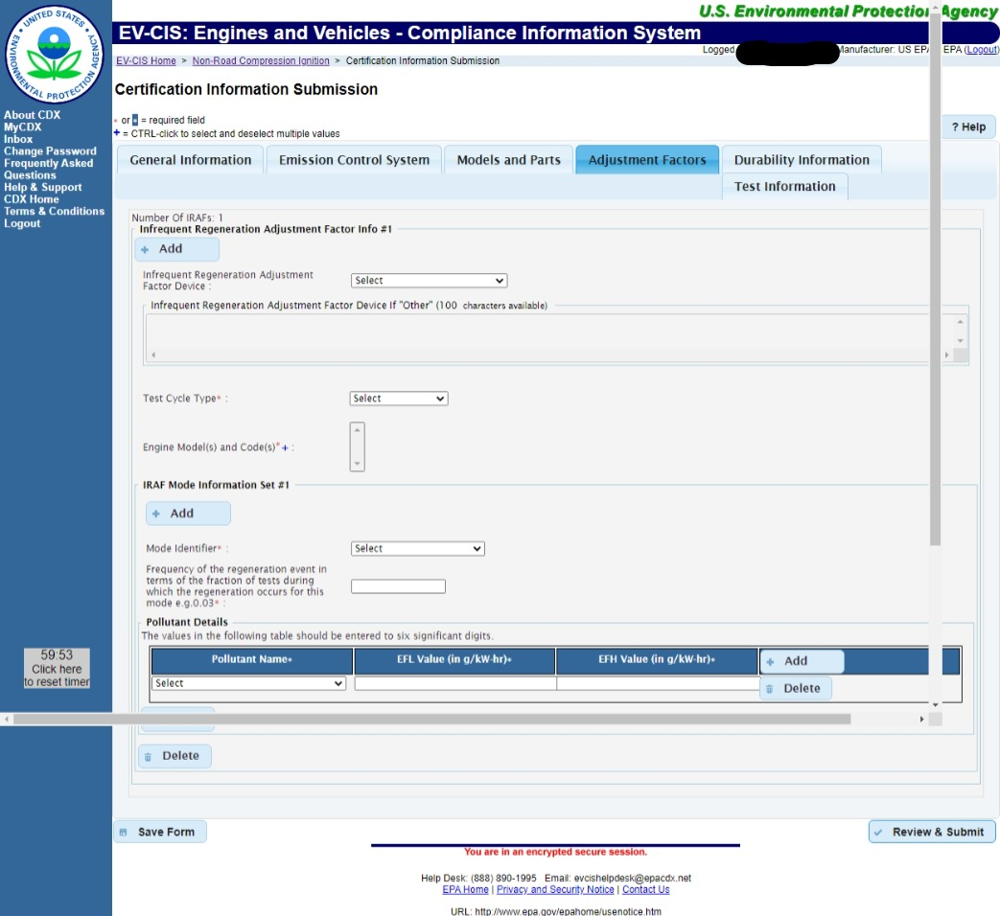 U.S. Environmental Protection Agency
UNITED STATES
ENVIRONMENTAL PROTECTION AGENCY
EV-CIS: Engines and Vehicles - Compliance Information System
Logged
Manufacturer: US EPA
EPA (Logout)
EV-CIS Home > Non-Road Compression Ignition > Certification Information Submission
Certification Information Submission
* or * = required field
+ = CTRL-click to select and deselect multiple values
? Help
About CDX
MyCDX
Inbox
Change Password
Frequently Asked
Questions
Help & Support
CDX Home
Terms & Conditions
Logout
General Information
Emission Control System
Models and Parts
Adjustment Factors
Durability Information
Test Information
Number Of IRAFs: 1
Infrequent Regeneration Adjustment Factor Info #1
+ Add
Infrequent Regeneration Adjustment
Factor Device :
Select
Infrequent Regeneration Adjustment Factor Device If "Other" (100 characters available)
Test Cycle Type* :
Select
Engine Model(s) and Code(s)*+ :
IRAF Mode Information Set #1
+ Add
Mode Identifier* :
Select
Frequency of the regeneration event in
terms of the fraction of tests during
which the regeneration occurs for this
mode e.g.0.03* :
Pollutant Details
The values in the following table should be entered to six significant digits.
Pollutant Name*
EFL Value (in g/kW-hr)*
EFH Value (in g/kW-hr)*
+ Add
Select
Delete
59:53
Click here
to reset timer
Delete
Save Form
Review & Submit
You are in an encrypted secure session.
Help Desk: (888) 890-1995 Email: evcishelpdesk@epacdx.net
EPA Home | Privacy and Security Notice | Contact Us
URL: http://www.epa.gov/epahome/usenotice.htm